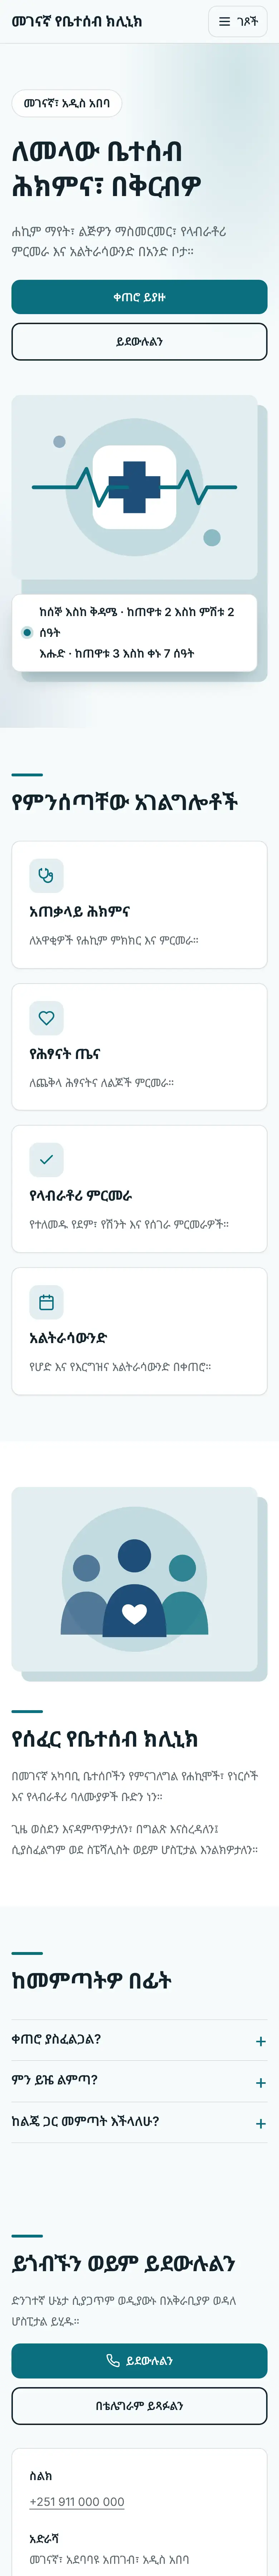 መገናኛ የቤተሰብ ክሊኒክ
ገጾች
መገናኛ፣ አዲስ አበባ
ለመላው ቤተሰብ
ሕክምና፣ በቅርብዎ
ሐኪም ማየት፣ ልጅዎን ማስመርመር፣ የላብራቶሪ
ምርመራ እና አልትራሳውንድ በአንድ ቦታ።
ቀጠሮ ይያዙ
ይደውሉልን
ከሰኞ እስከ ቅዳሜ · ከጠዋቱ 2 እስከ ምሽቱ 2
ሰዓት
እሑድ · ከጠዋቱ 3 እስከ ቀኑ 7 ሰዓት
የምንሰጣቸው አገልግሎቶች
አጠቃላይ ሕክምና
ለአዋቂዎች የሐኪም ምክክር እና ምርመራ።
የሕፃናት ጤና
ለጨቅላ ሕፃናትና ለልጆች ምርመራ።
የላብራቶሪ ምርመራ
የተለመዱ የደም፣ የሽንት እና የሰገራ ምርመራዎች።
አልትራሳውንድ
የሆድ እና የእርግዝና አልትራሳውንድ በቀጠሮ።
የሰፈር የቤተሰብ ክሊኒክ
በመገናኛ አካባቢ ቤተሰቦችን የምናገለግል የሐኪሞች፣ የነርሶች
እና የላብራቶሪ ባለሙያዎች ቡድን ነን።
ጊዜ ወስደን እናዳምጥዎታለን፣ በግልጽ እናስረዳለን፤
ሲያስፈልግም ወደ ስፔሻሊስት ወይም ሆስፒታል እንልክዎታለን።
ከመምጣትዎ በፊት
ቀጠሮ ያስፈልጋል?
ምን ይዤ ልምጣ?
ከልጄ ጋር መምጣት እችላለሁ?
ይጎብኙን ወይም ይደውሉልን
ድንገተኛ ሁኔታ ሲያጋጥም ወዲያውኑ በአቅራቢያዎ ወዳለ
ሆስፒታል ይሂዱ።
ይደውሉልን
በቴሌግራም ይጻፉልን
ስልክ
+251 911 000 000
አድራሻ
መገናኛ፣ አደባባዩ አጠገብ፣ አዲስ አበባ